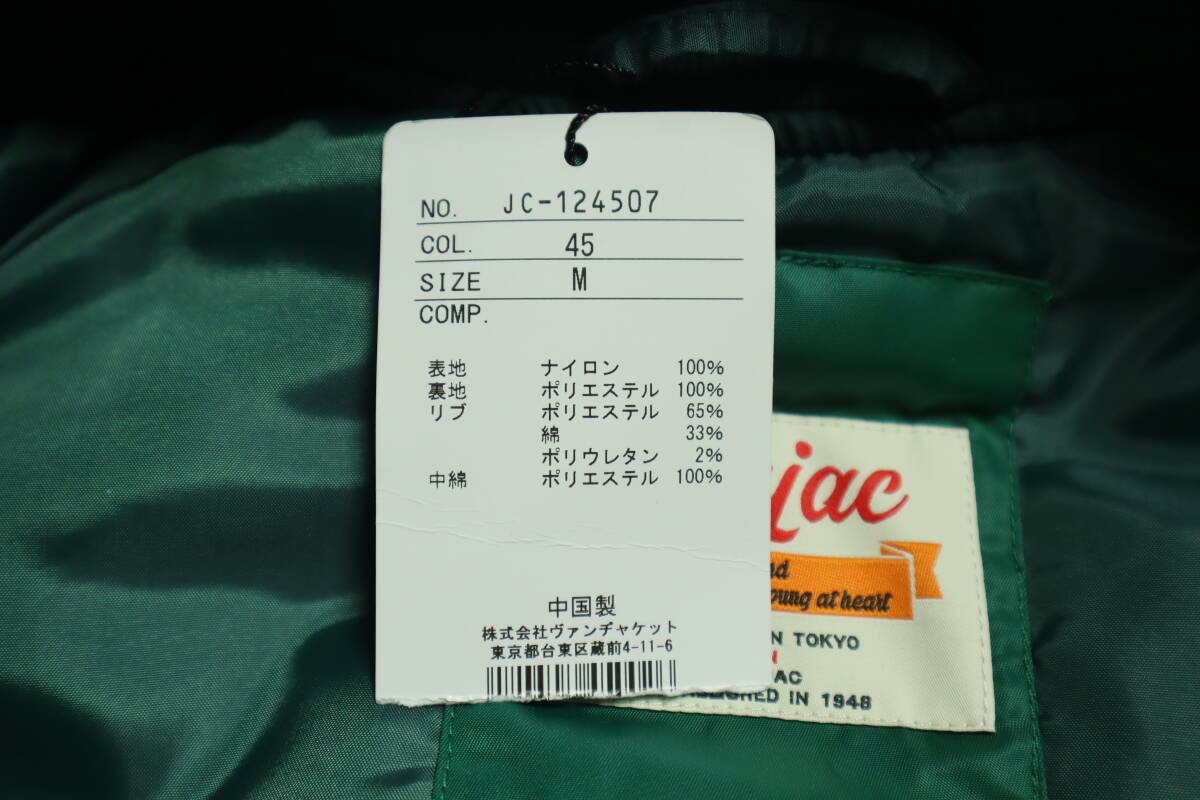 NO. JC-124507
COL. 45
SIZE M
COMP.
表地 ナイロン 100%
裏地 ポリエステル 100%
リブ ポリエステル 65%
綿 33%
ポリウレタン 2%
中綿 ポリエステル 100%
中国製
株式会社ヴァンヂャケット
東京都台東区蔵前4-11-6
jac
at heart
TOKYO
IN 1948